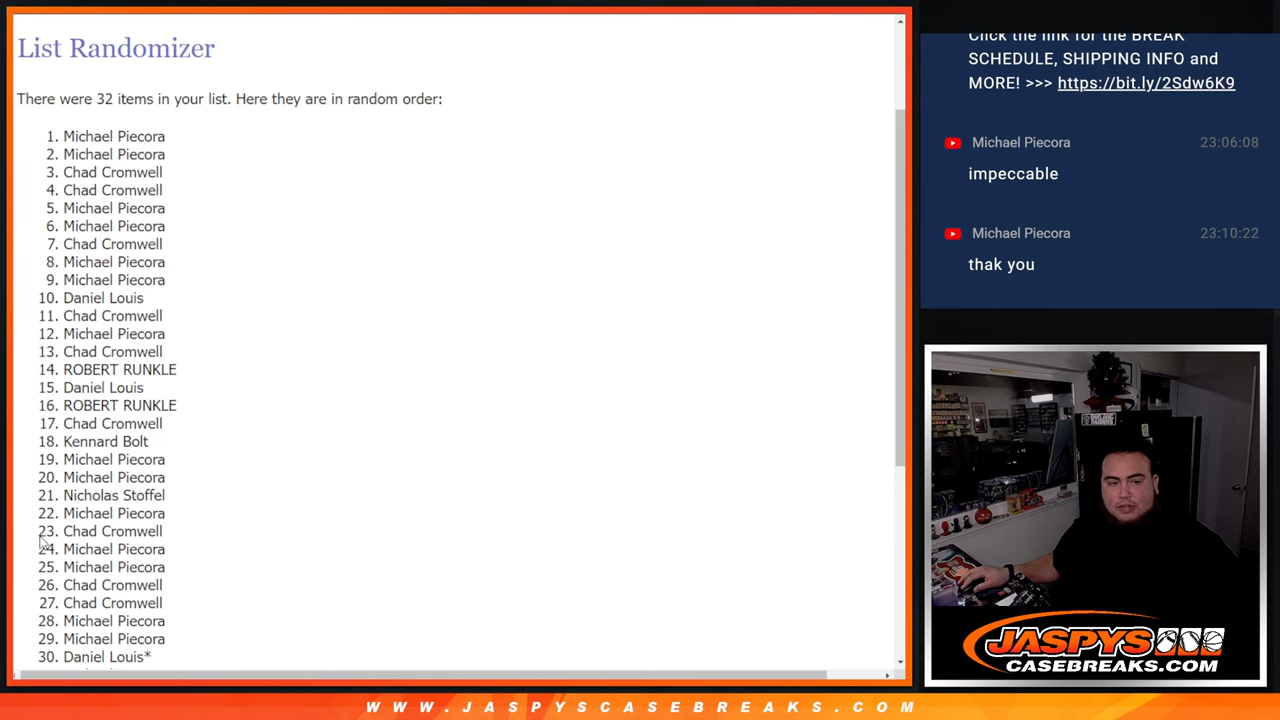 List Randomizer
There were 32 items in your list. Here they are in random order:
1. Michael Piecora
2. Michael Piecora
3. Chad Cromwell
4. Chad Cromwell
5. Michael Piecora
6. Michael Piecora
7. Chad Cromwell
8. Michael Piecora
9. Michael Piecora
10. Daniel Louis
11. Chad Cromwell
12. Michael Piecora
13. Chad Cromwell
14. ROBERT RUNKLE
15. Daniel Louis
16. ROBERT RUNKLE
17. Chad Cromwell
18. Kennard Bolt
19. Michael Piecora
20. Michael Piecora
21. Nicholas Stoffel
22. Michael Piecora
23. Chad Cromwell
24. Michael Piecora
25. Michael Piecora
26. Chad Cromwell
27. Chad Cromwell
28. Michael Piecora
29. Michael Piecora
30. Daniel Louis*
Click the link for the BREAK
SCHEDULE, SHIPPING INFO and
MORE! >>> https://bit.ly/2Sdw6K9
Michael Piecora 23:06:08
impeccable
Michael Piecora 23:10:22
thak you
JASPYS
CASEBREAKS.COM
WWW.JASPYSCASEBREAKS.COM